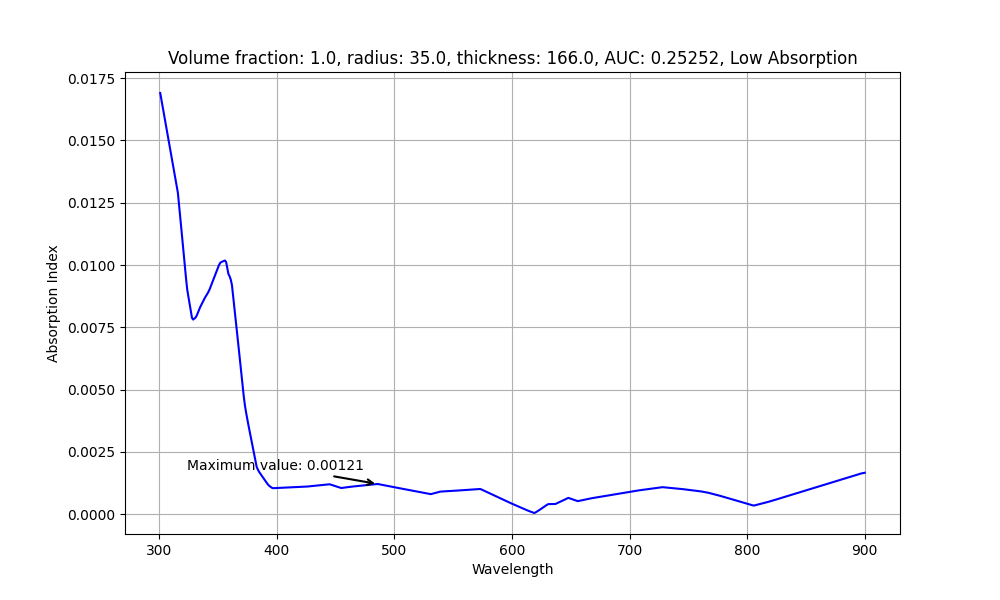 Volume fraction: 1.0, radius: 35.0, thickness: 166.0, AUC: 0.25252, Low Absorption
0.0175
0.0150
0.0125
0.0100
0.0075
0.0050
0.0025
0.0000
Absorption Index
Maximum value: 0.00121
300 400 500 600 700 800 900
Wavelength